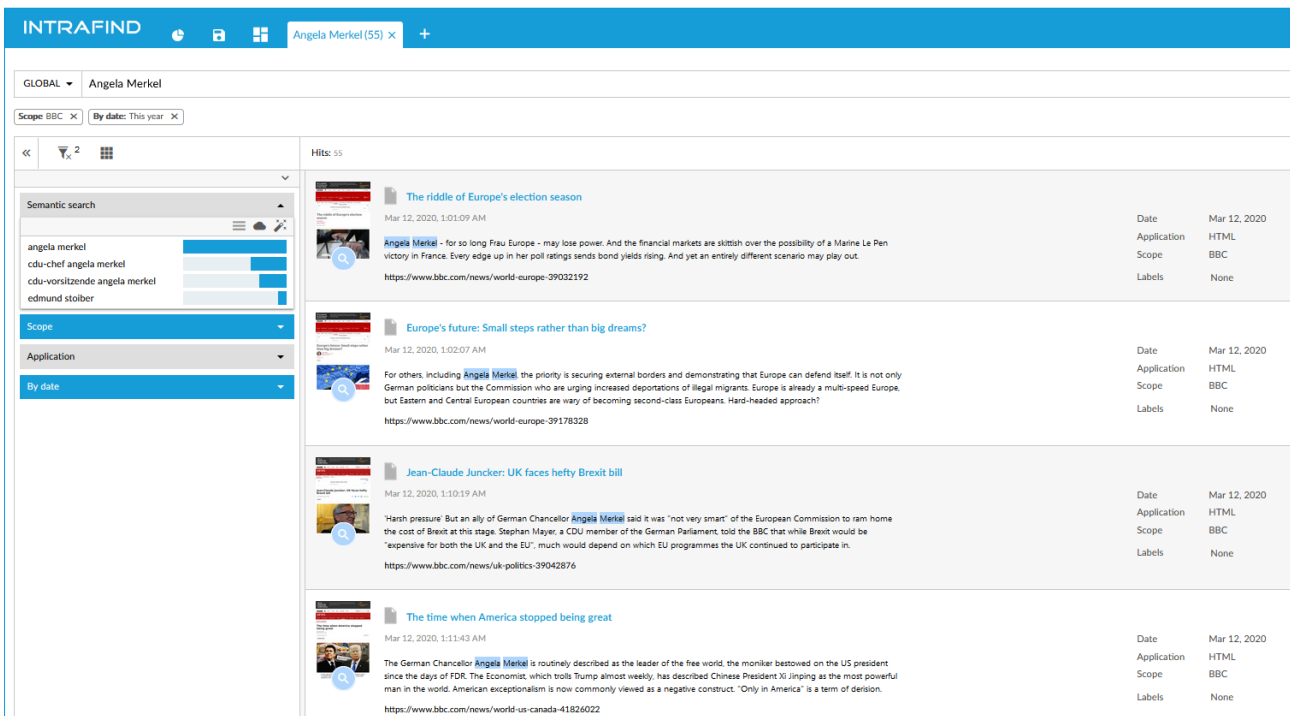 INTRAFIND
Angela Merkel (55) ×
+
GLOBAL
Angela Merkel
Scope BBC ×
By date: This year ×
«
2
Hits: 55
Semantic search
angela merkel
cdu-chef angela merkel
cdu-vorsitzende angela merkel
edmund stoiber
Scope
Application
By date
The riddle of Europe's election season
Mar 12, 2020, 1:01:09 AM
Angela Merkel - for so long Frau Europe - may lose power. And the financial markets are skittish over the possibility of a Marine Le Pen
victory in France. Every edge up in her poll ratings sends bond yields rising. And yet an entirely different scenario may play out.
https://www.bbc.com/news/world-europe-39032192
Date Mar 12, 2020
Application HTML
Scope BBC
Labels None
Europe's future: Small steps rather than big dreams?
Mar 12, 2020, 1:02:07 AM
For others, including Angela Merkel, the priority is securing external borders and demonstrating that Europe can defend itself. It is not only
German politicians but the Commission who are urging increased deportations of illegal migrants. Europe is already a multi-speed Europe,
but Eastern and Central European countries are wary of becoming second-class Europeans. Hard-headed approach?
https://www.bbc.com/news/world-europe-39178328
Date Mar 12, 2020
Application HTML
Scope BBC
Labels None
Jean-Claude Juncker: UK faces hefty Brexit bill
Mar 12, 2020, 1:10:19 AM
'Harsh pressure' But an ally of German Chancellor Angela Merkel said it was "not very smart" of the European Commission to ram home
the cost of Brexit at this stage. Stephan Mayer, a CDU member of the German Parliament, told the BBC that while Brexit would be
"expensive for both the UK and the EU", much would depend on which EU programmes the UK continued to participate in.
https://www.bbc.com/news/uk-politics-39042876
Date Mar 12, 2020
Application HTML
Scope BBC
Labels None
The time when America stopped being great
Mar 12, 2020, 1:11:43 AM
The German Chancellor Angela Merkel is routinely described as the leader of the free world, the moniker bestowed on the US president
since the days of FDR. The Economist, which trolls Trump almost weekly, has described Chinese President Xi Jinping as the most powerful
man in the world. American exceptionalism is now commonly viewed as a negative construct. "Only in America" is a term of derision.
https://www.bbc.com/news/world-us-canada-41826022
Date Mar 12, 2020
Application HTML
Scope BBC
Labels None